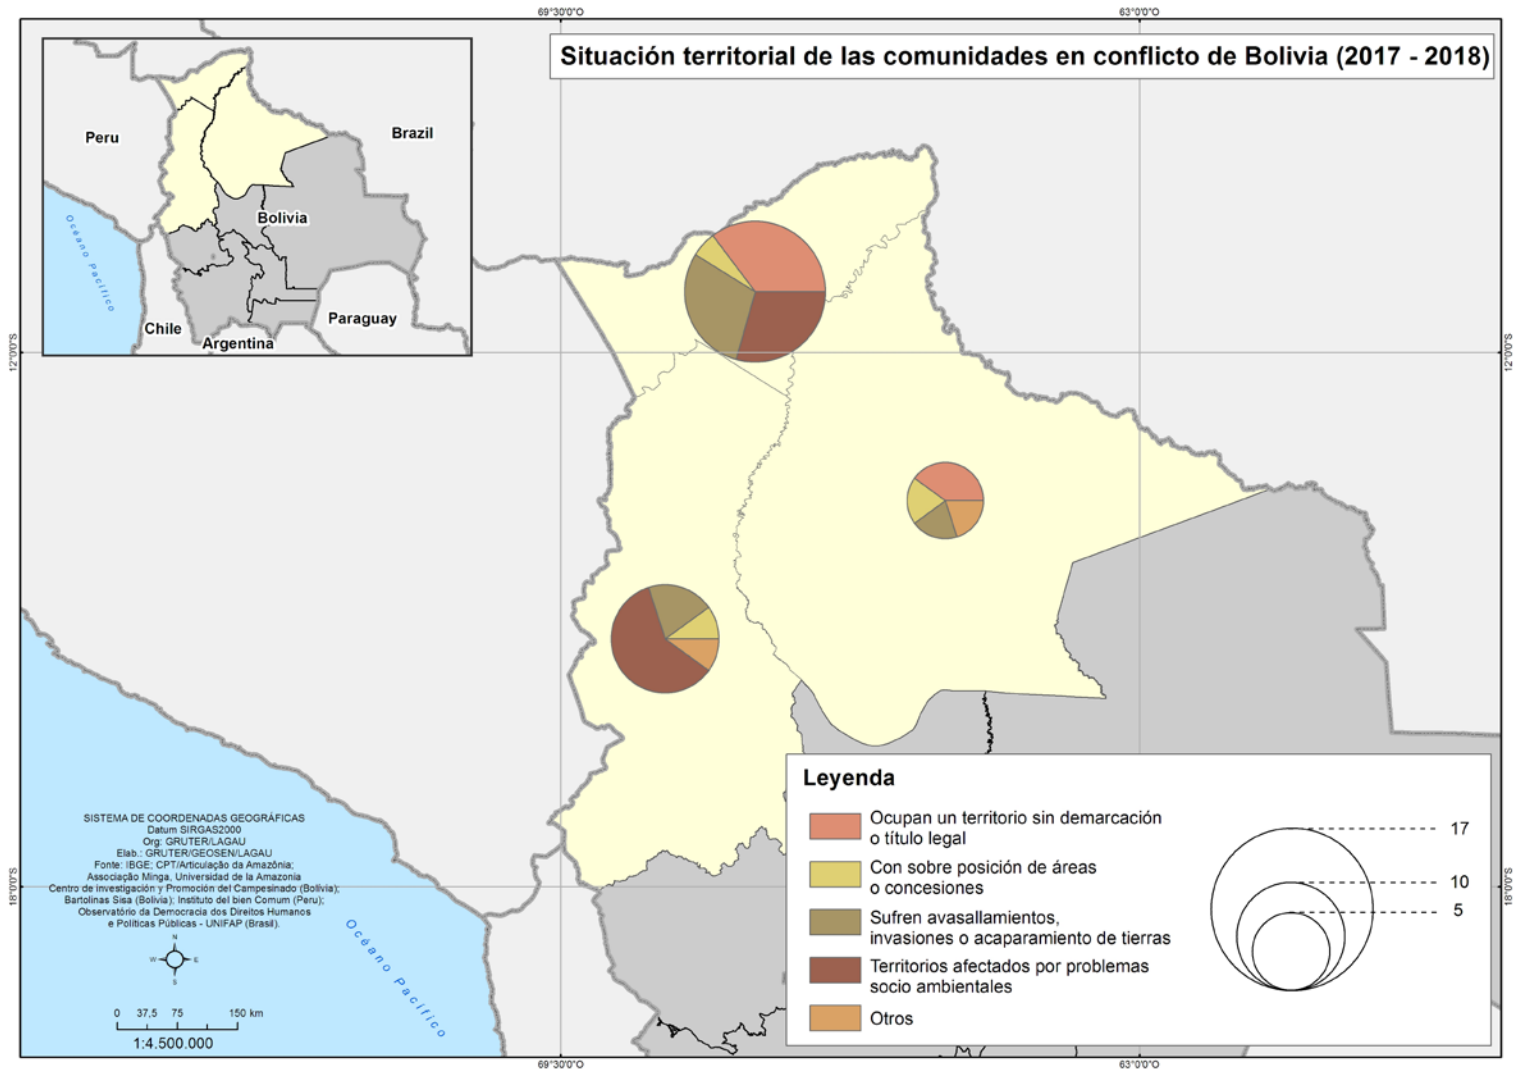 69°30'0"O
63°0'0"O
Situación territorial de las comunidades en conflicto de Bolivia (2017 - 2018)
Peru
Brazil
Bolivia
Océano Pacífico
Chile
Paraguay
Argentina
12°0'0"S
12°0'0"S
Leyenda
Ocupan un territorio sin demarcación
o título legal
Con sobre posición de áreas
o concesiones
Sufren avasallamientos,
invasiones o acaparamiento de tierras
Territorios afectados por problemas
socio ambientales
Otros
17
10
5
SISTEMA DE COORDENADAS GEOGRÁFICAS
Datum SIRGAS2000
Org: GRUTER/LAGAU
Elab.: GRUTER/GEOSEN/LAGAU
Fonte: IBGE; CPT/Articulação da Amazônia;
Associação Minga, Universidad de la Amazonia
Centro de investigación y Promoción del Campesinado (Bolívia);
Bartolinas Sisa (Bolivia); Instituto del bien Comum (Peru);
Observatório da Democracia dos Direitos Humanos
e Políticas Públicas - UNIFAP (Brasil).
N
W
E
S
0 37,5 75 150 km
1:4.500.000
Océano Pacífico
18°0'0"S
18°0'0"S
69°30'0"O
63°0'0"O